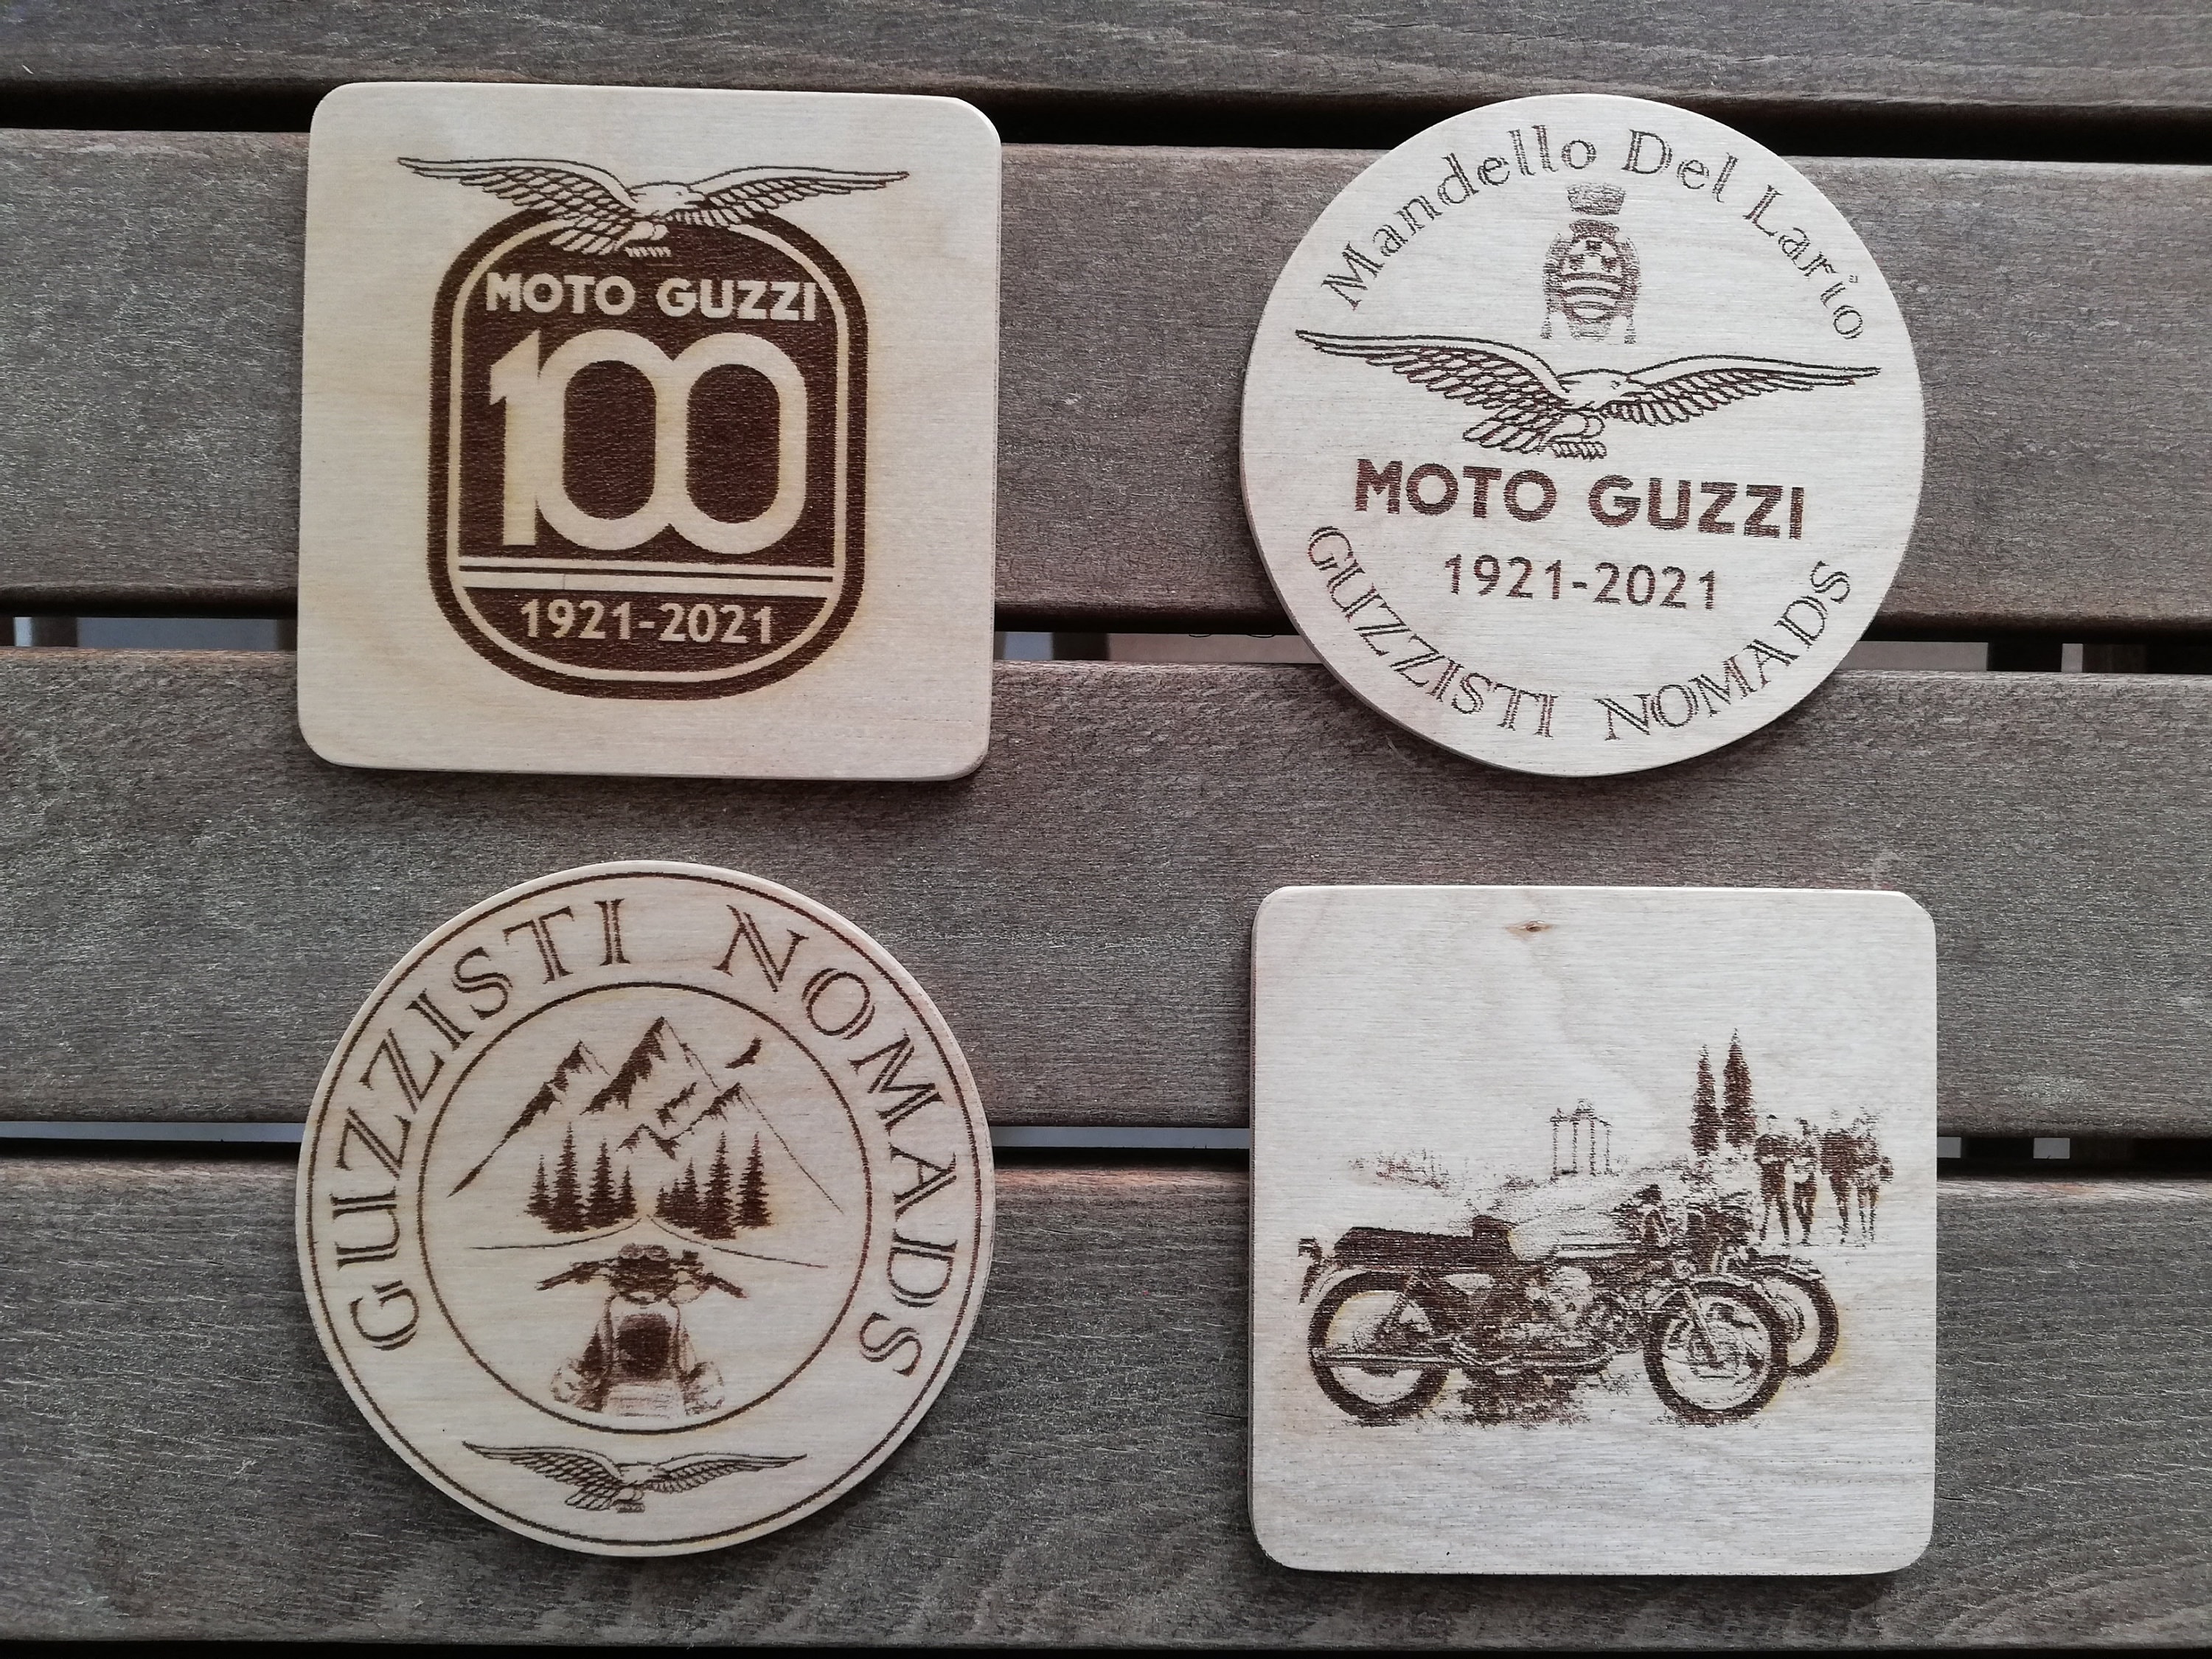 MOTO GUZZI
100
1921-2021
Mandello Del Lario
MOTO GUZZI
1921-2021
GUZZISTI NOMADS
GUZZISTI NOMADS